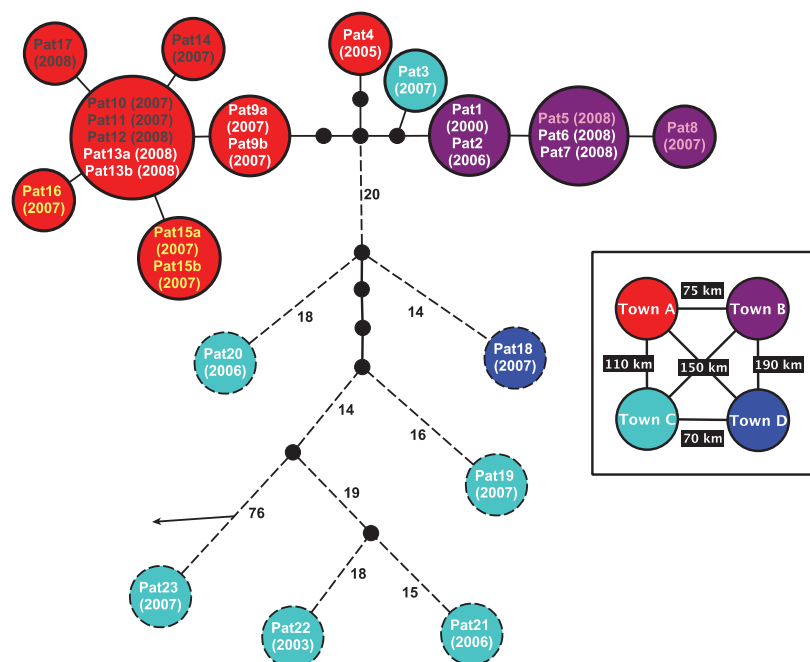 Pat17
(2008)
Pat14
(2007)
Pat4
(2005)
Pat3
(2007)
Pat10 (2007)
Pat11 (2007)
Pat12 (2008)
Pat13a (2008)
Pat13b (2008)
Pat9a
(2007)
Pat9b
(2007)
Pat1
(2000)
Pat2
(2006)
Pat5 (2008)
Pat6 (2008)
Pat7 (2008)
Pat8
(2007)
Pat16
(2007)
Pat15a
(2007)
Pat15b
(2007)
20
18
14
Pat20
(2006)
Pat18
(2007)
14
16
Pat19
(2007)
19
76
18
15
Pat23
(2007)
Pat22
(2003)
Pat21
(2006)
Town A
75 km
Town B
110 km
150 km
190 km
Town C
70 km
Town D